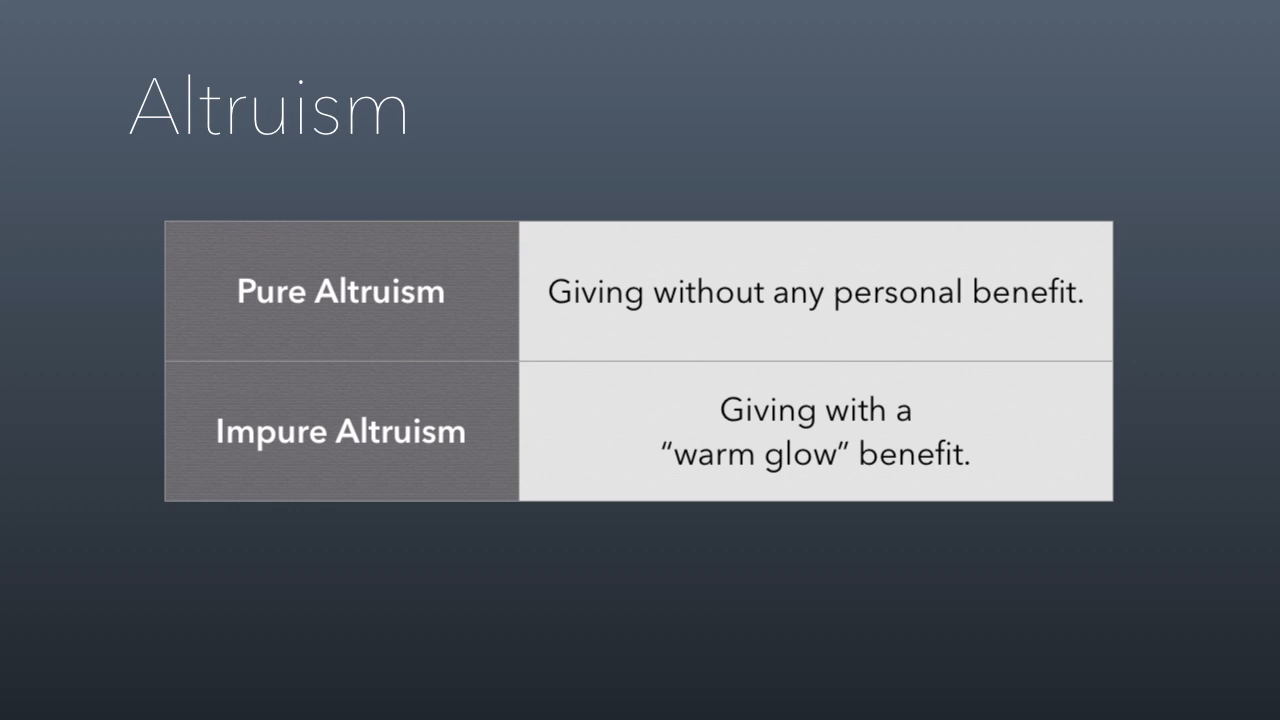 Altruism
Pure Altruism
Giving without any personal benefit.
Impure Altruism
Giving with a
“warm glow” benefit.